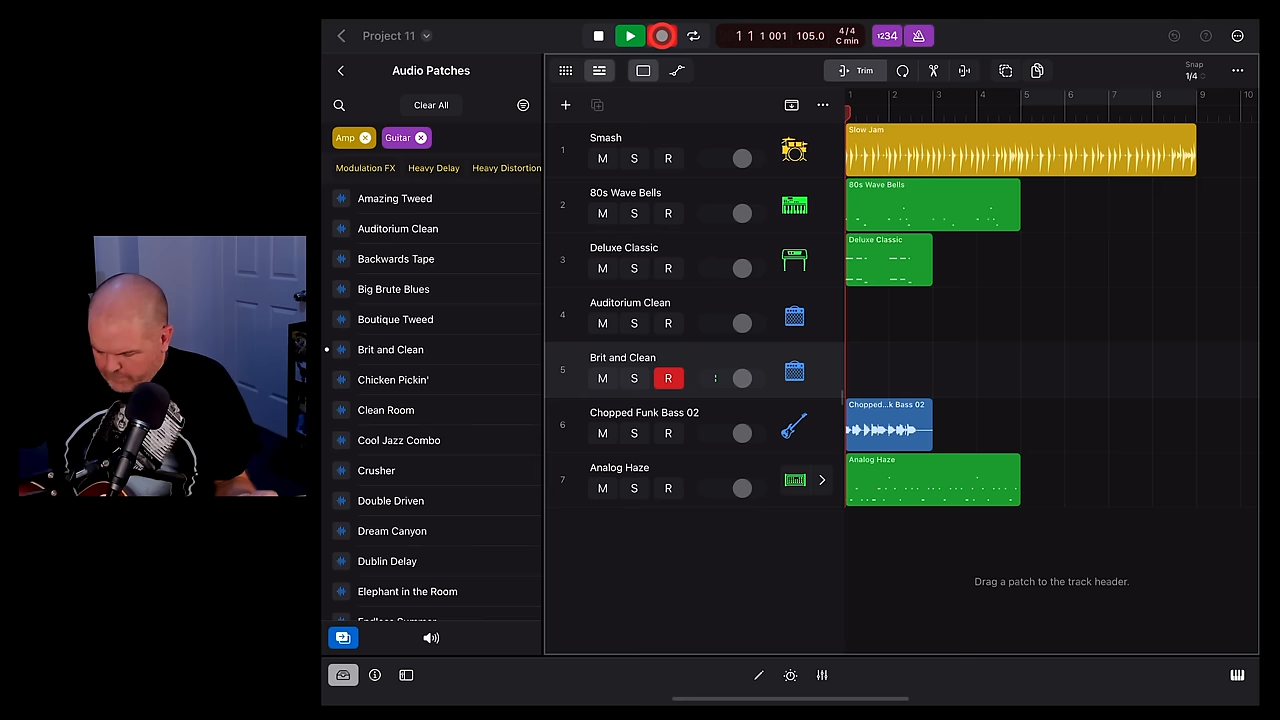 Project 11
1 1 1 001
105.0
4/4
C min
1234
Audio Patches
Clear All
Amp
Guitar
Modulation FX
Heavy Delay
Heavy Distortion
Amazing Tweed
Auditorium Clean
Backwards Tape
Big Brute Blues
Boutique Tweed
Brit and Clean
Chicken Pickin'
Clean Room
Cool Jazz Combo
Crusher
Double Driven
Dream Canyon
Dublin Delay
Elephant in the Room
Trim
Snap
1/4
1 2 3 4 5 6 7 8 9 10
1
Smash
M S R
Slow Jam
2
80s Wave Bells
M S R
80s Wave Bells
3
Deluxe Classic
M S R
Deluxe Classic
4
Auditorium Clean
M S R
5
Brit and Clean
M S R
6
Chopped Funk Bass 02
M S R
Chopped...k Bass 02
7
Analog Haze
M S R
Analog Haze
Drag a patch to the track header.